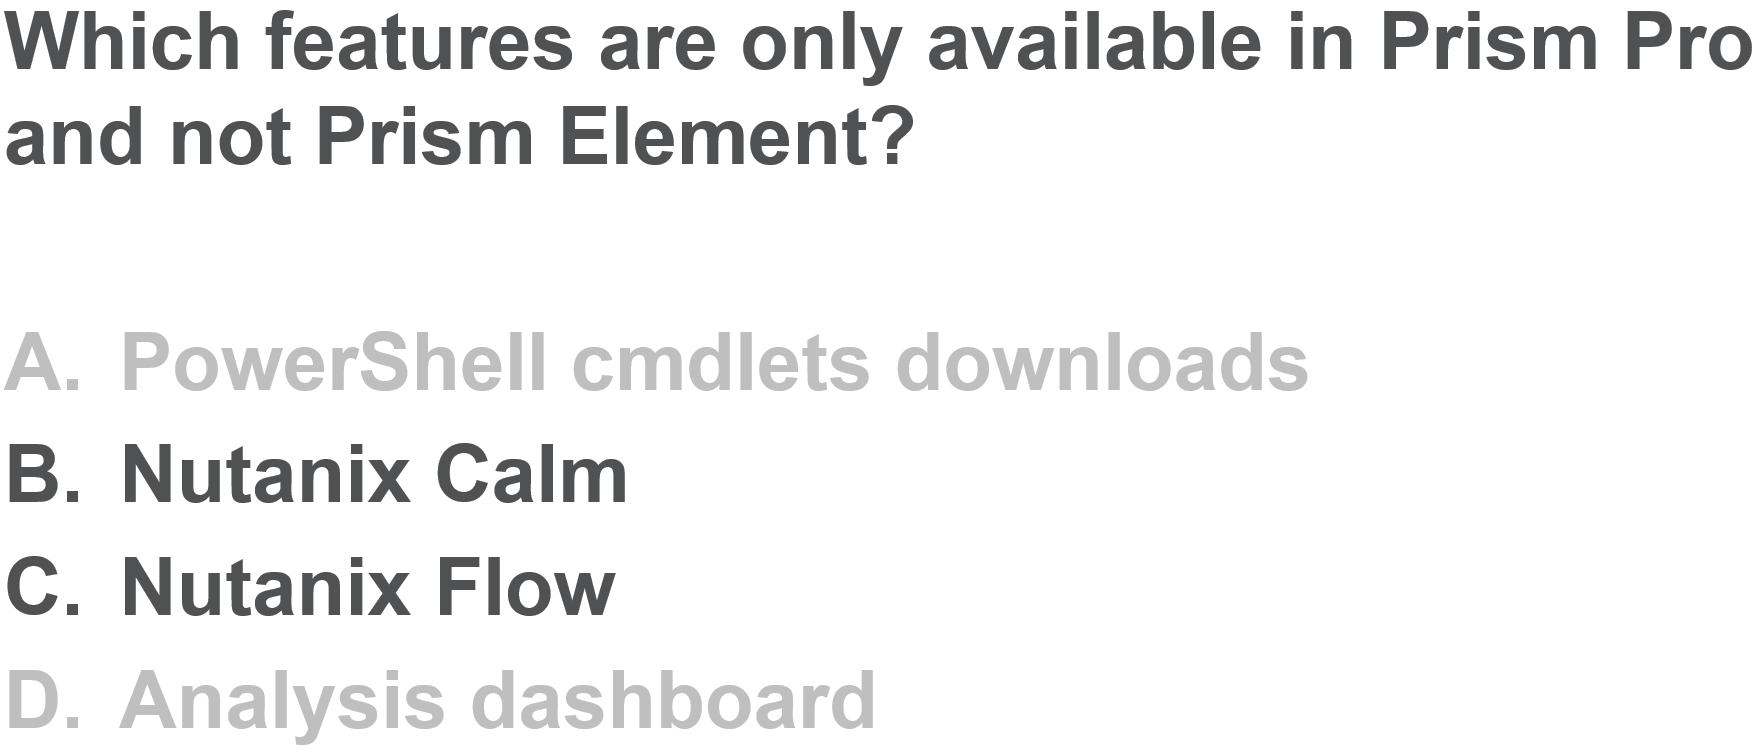 Which features are only available in Prism Pro
and not Prism Element?
A. PowerShell cmdlets downloads
B. Nutanix Calm
C. Nutanix Flow
D. Analysis dashboard